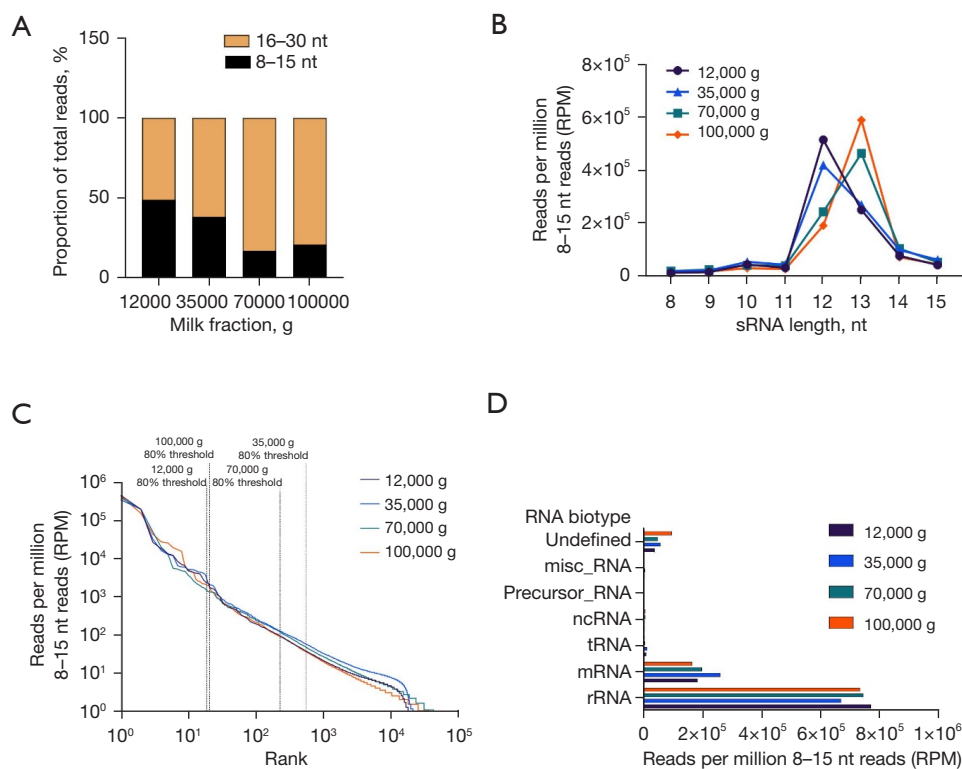 A
150
100
50
0
Proportion of total reads, %
16–30 nt
8–15 nt
12000 35000 70000 100000
Milk fraction, g
B
8×10⁵
6×10⁵
4×10⁵
2×10⁵
0
Reads per million
8–15 nt reads (RPM)
12,000 g
35,000 g
70,000 g
100,000 g
8 9 10 11 12 13 14 15
sRNA length, nt
C
100,000 g
80% threshold
12,000 g
80% threshold
35,000 g
80% threshold
70,000 g
80% threshold
10⁶
10⁵
10⁴
10³
10²
10¹
10⁰
Reads per million
8–15 nt reads (RPM)
12,000 g
35,000 g
70,000 g
100,000 g
10⁰ 10¹ 10² 10³ 10⁴ 10⁵
Rank
D
RNA biotype
Undefined
misc_RNA
Precursor_RNA
ncRNA
tRNA
mRNA
rRNA
12,000 g
35,000 g
70,000 g
100,000 g
0 2×10⁵ 4×10⁵ 6×10⁵ 8×10⁵ 1×10⁶
Reads per million 8–15 nt reads (RPM)